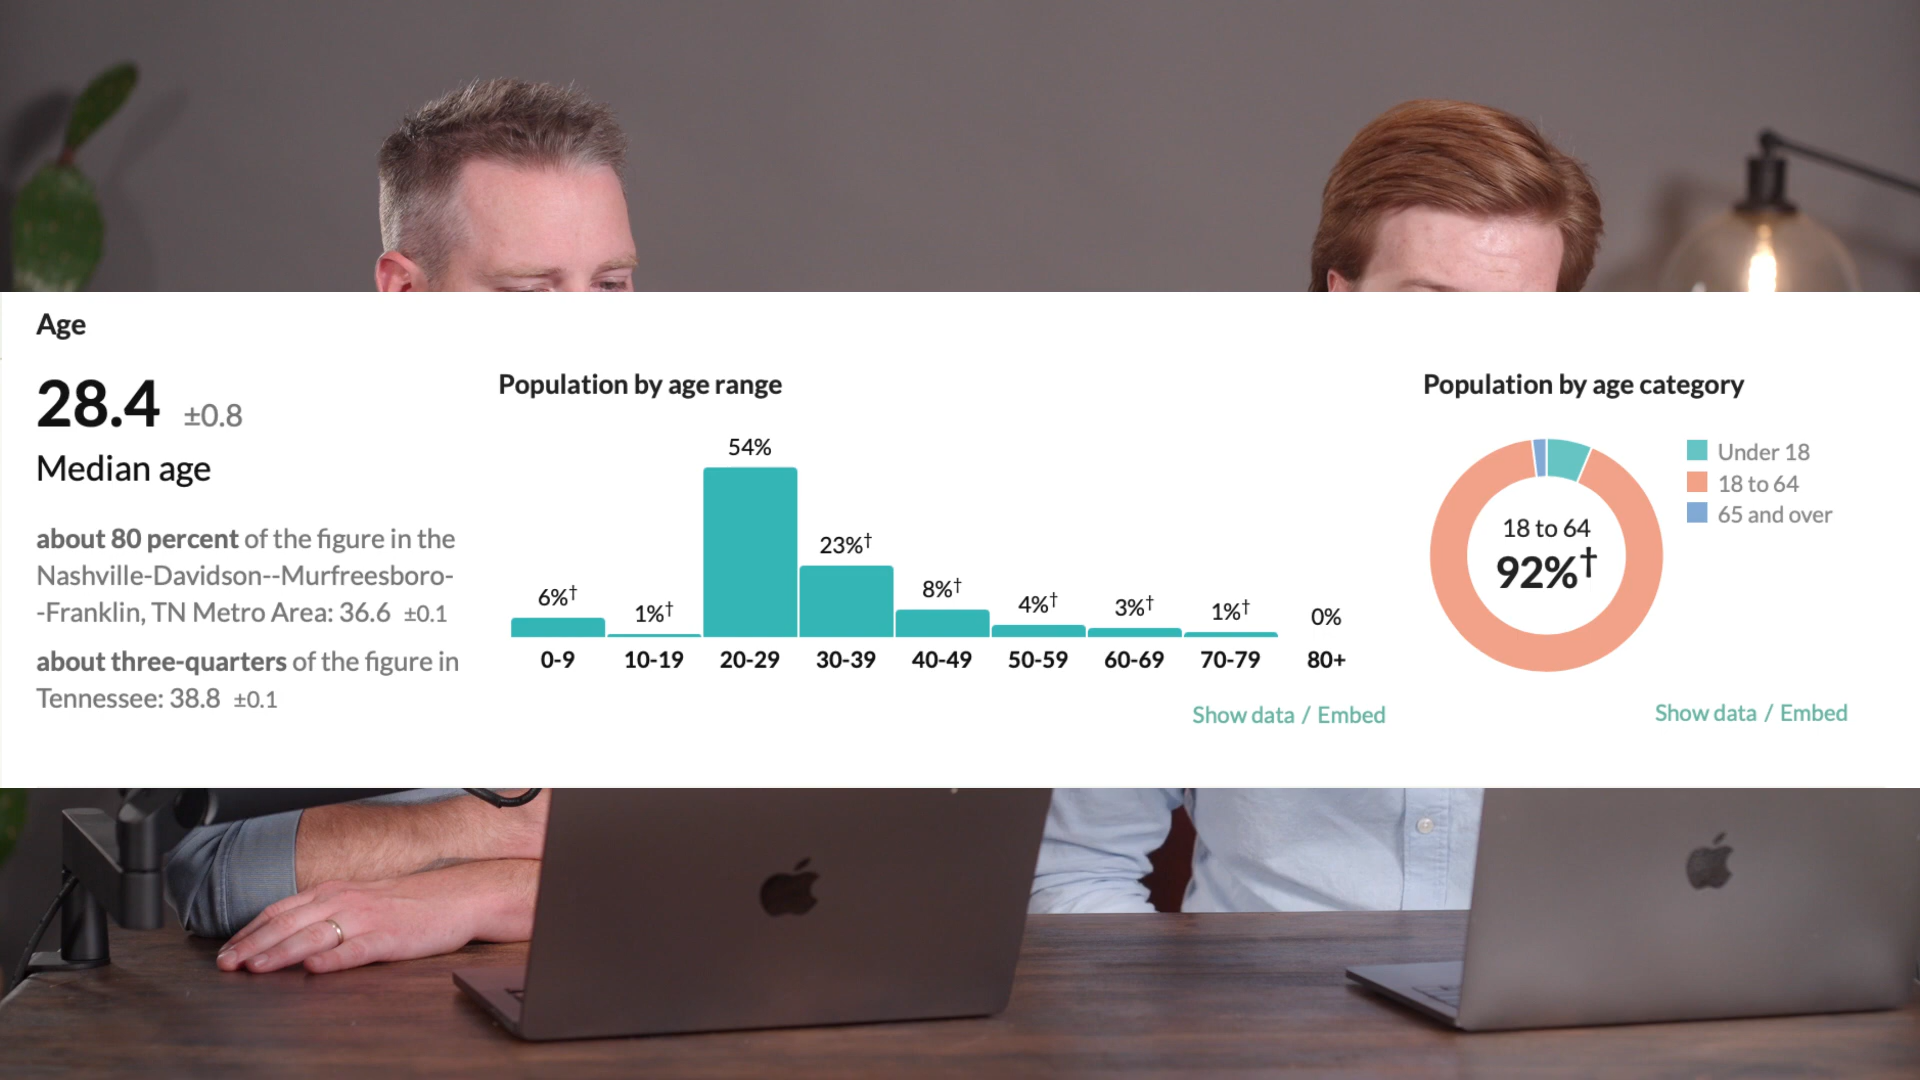 Age
28.4 ±0.8
Median age
about 80 percent of the figure in the
Nashville-Davidson--Murfreesboro-
-Franklin, TN Metro Area: 36.6 ±0.1
about three-quarters of the figure in
Tennessee: 38.8 ±0.1
Population by age range
54%
23%†
8%†
6%†
4%†
3%†
1%†
1%†
0%
0-9 10-19 20-29 30-39 40-49 50-59 60-69 70-79 80+
Show data / Embed
Population by age category
18 to 64
92%†
Under 18
18 to 64
65 and over
Show data / Embed